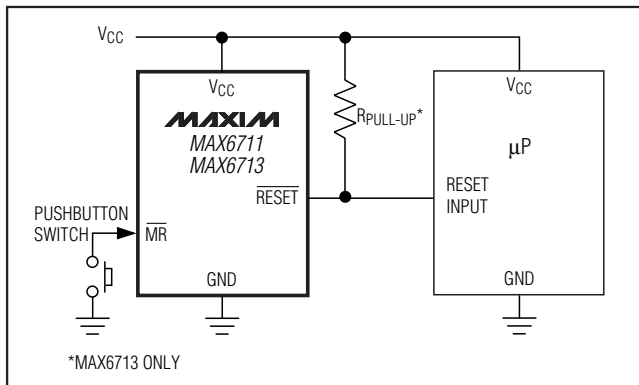 VCC
VCC
MAXIM
MAX6711
MAX6713
RPULL-UP*
VCC
μP
RESET
RESET
INPUT
PUSHBUTTON
SWITCH
MR
GND
GND
*MAX6713 ONLY